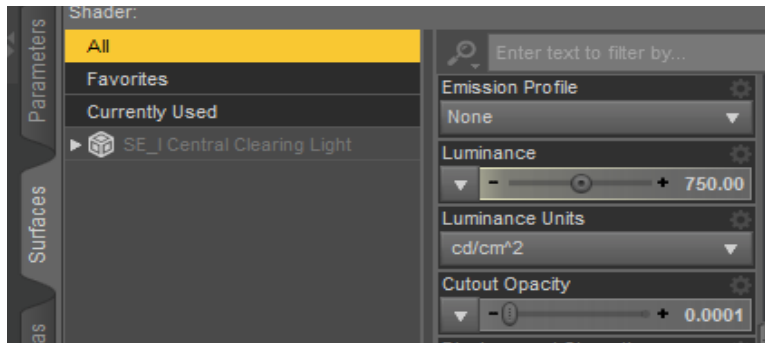 Shader:
Parameters
Surfaces
as
All
Favorites
Currently Used
SE_I Central Clearing Light
Enter text to filter by...
Emission Profile
None
Luminance
- + 750.00
Luminance Units
cd/cm^2
Cutout Opacity
- + 0.0001